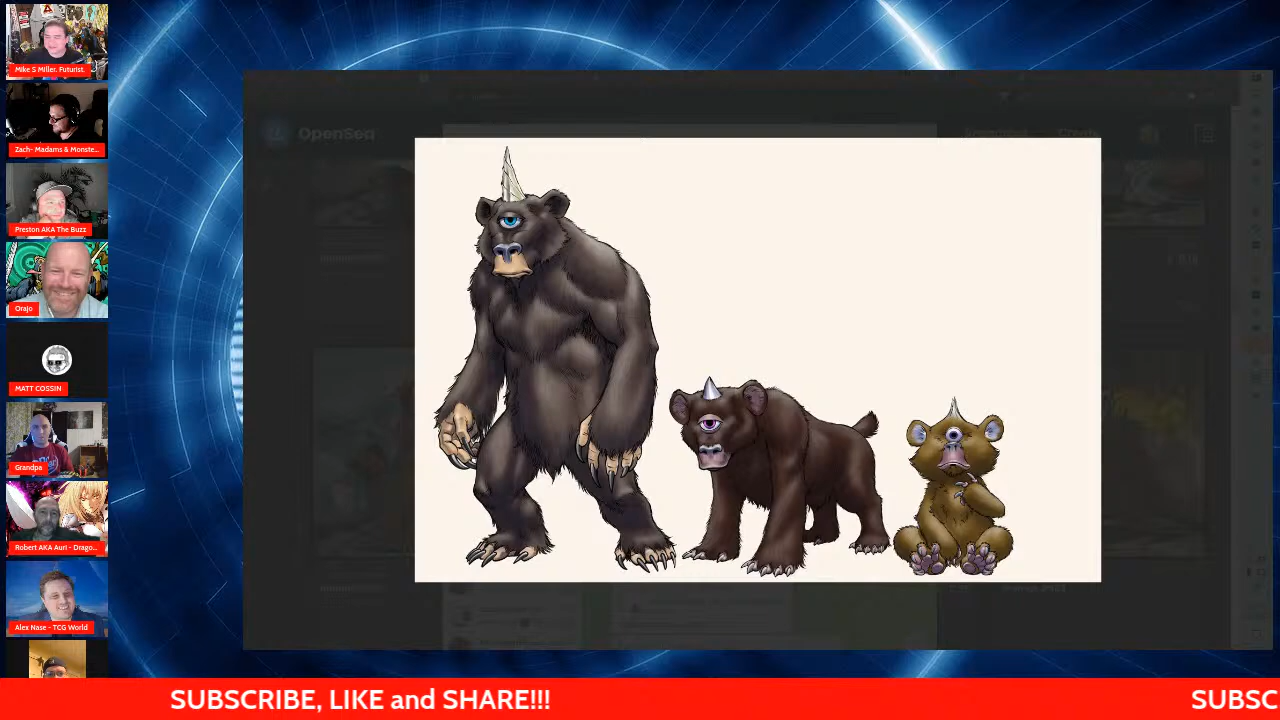 Mike S Miller. Futurist.
Zach- Madams & Monste...
Preston AKA The Buzz
Orajo
MATT COSSIN
Grandpa
Robert AKA Auri - Drago...
Alex Nase - TCG World
OpenSea
Create
SUBSCRIBE, LIKE and SHARE!!!
SUBSC